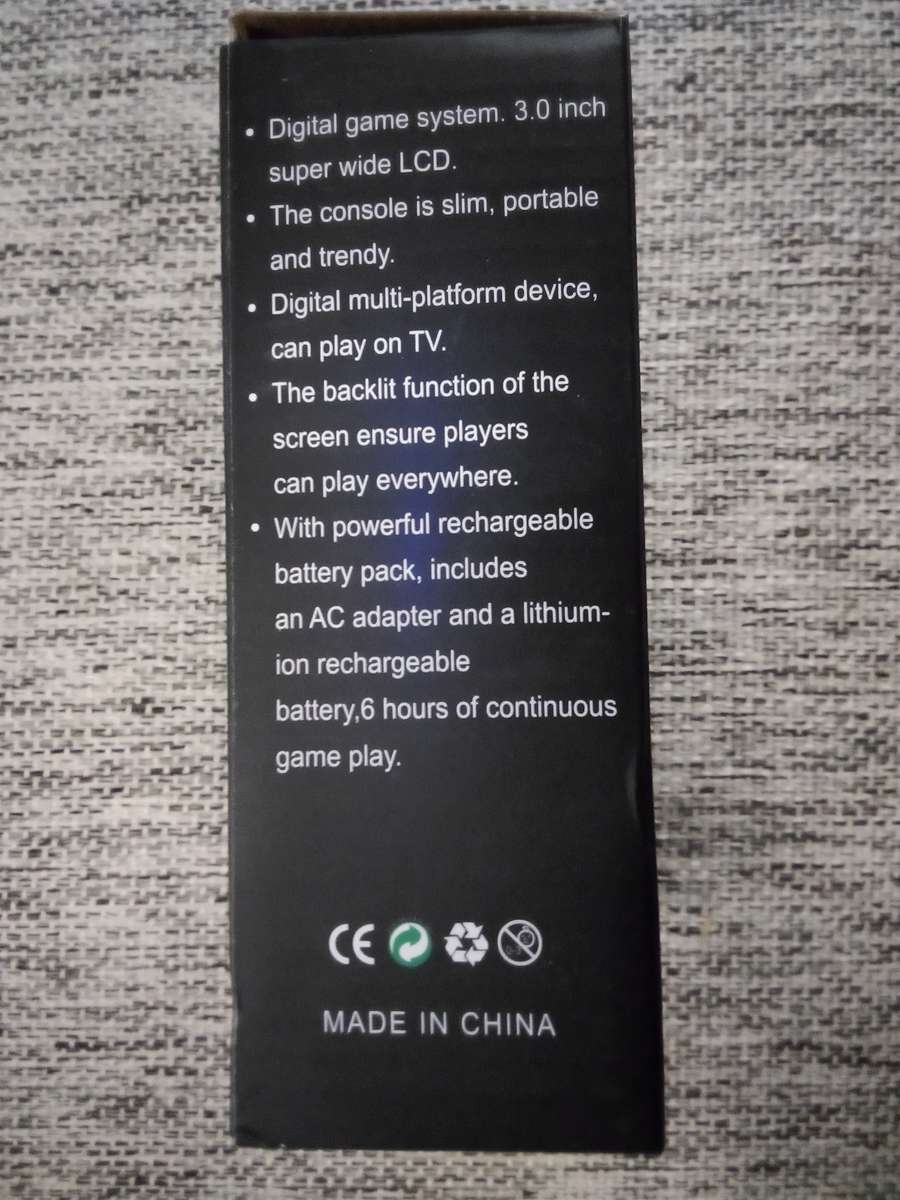 • Digital game system. 3.0 inch
super wide LCD.
• The console is slim, portable
and trendy.
• Digital multi-platform device,
can play on TV.
• The backlit function of the
screen ensure players
can play everywhere.
• With powerful rechargeable
battery pack, includes
an AC adapter and a lithium-
ion rechargeable
battery,6 hours of continuous
game play.
CE
MADE IN CHINA